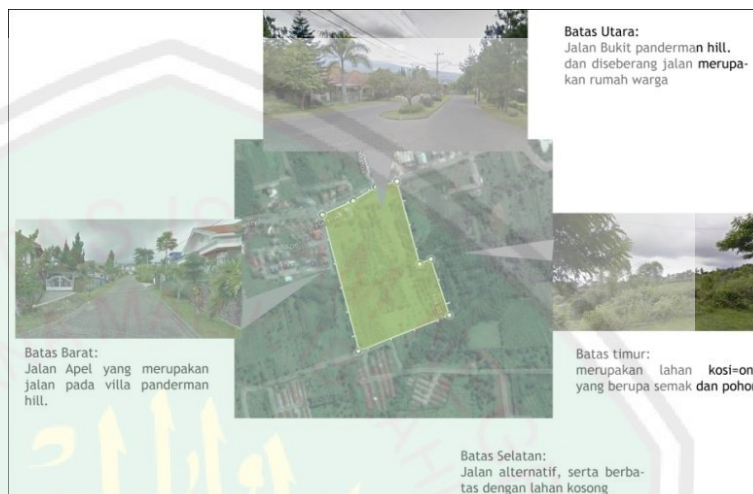 Batas Utara:
Jalan Bukit panderman hill.
dan diseberang jalan merupa-
kan rumah warga
Batas Barat:
Jalan Apel yang merupakan
jalan pada villa panderman
hill.
Batas timur:
merupakan lahan kosi=on
yang berupa semak dan pohon
Batas Selatan:
Jalan alternatif, serta berba-
tas dengan lahan kosong